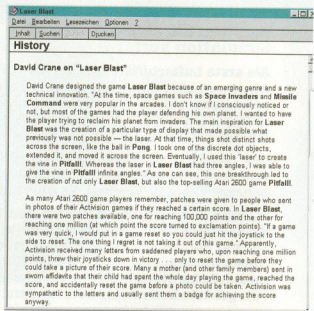 Laser Blast
Datei Bearbeiten Lesezeichen Optionen ?
Inhalt Suchen Drucken
History
David Crane on "Laser Blast"
David Crane designed the game Laser Blast because of an emerging genre and a new
technical innovation. "At the time, space games such as Space Invaders and Missile
Command were very popular in the arcades. I don't know if I consciously noticed or
not, but most of the games had the player defending his own planet. I wanted to have
the player trying to reclaim his planet from invaders. The main inspiration for Laser
Blast was the creation of a particular type of display that made possible what
previously was not possible — the laser. At that time, things shot distinct shots
across the screen, like the ball in Pong. I took one of the discrete dot objects,
extended it, and moved it across the screen. Eventually, I used this 'laser' to create
the vine in Pitfall!. Whereas the laser in Laser Blast had three angles, I was able to
give the vine in Pitfall! infinite angles." As one can see, this one breakthrough led to
the creation of not only Laser Blast, but also the top-selling Atari 2600 game Pitfall!.
As many Atari 2600 game players remember, patches were given to people who sent
in photos of their Activision games if they reached a certain score. In Laser Blast,
there were two patches available, one for reaching 100,000 points and the other for
reaching one million (at which point the score turned to exclamation points). "If a game
was very quick, I would put in a game reset so you could just hit the joystick to the
side to reset. The one thing I regret is not taking it out of this game." Apparently,
Activision received many letters from saddened players who, upon reaching one million
points, threw their joysticks down in victory . . . only to reset the game before they
could take a picture of their score. Many a mother (and other family members) sent in
sworn affidavits that their child had spent the whole day playing the game, reached the
score, and accidentally reset the game before a photo could be taken. Activision was
sympathetic to the letters and usually sent them a badge for achieving the score
anyway.